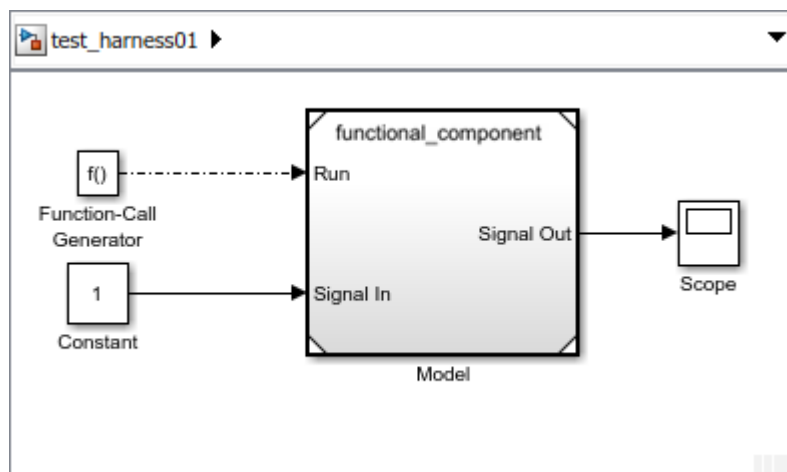 test_harness01
functional_component
f()
Run
Function-Call
Generator
Signal Out
1
Signal In
Scope
Constant
Model